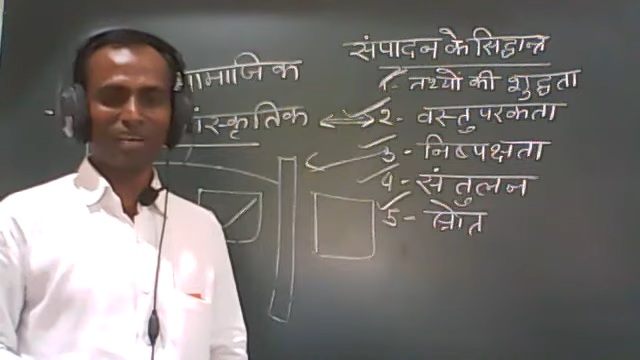 संपादन के सिद्धान्त
1- तथ्यों की शुद्धता
2- वस्तुपरकता
3- निष्पक्षता
4- संतुलन
5- स्रोत
ामाजिक
ांस्कृतिक